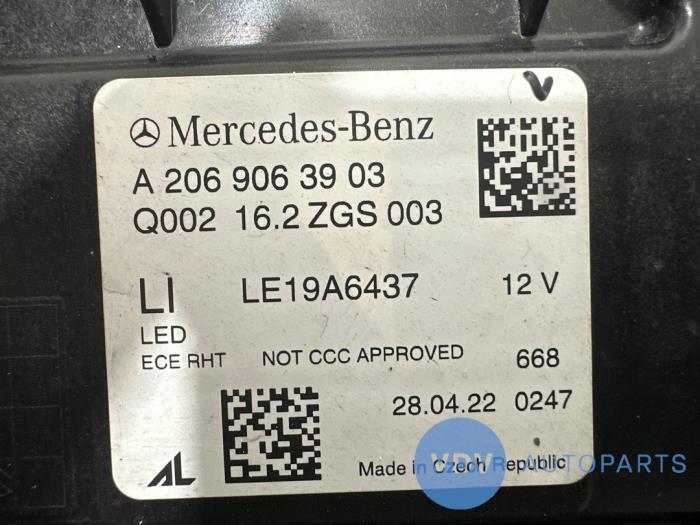 Mercedes-Benz
A 206 906 39 03
Q002 16.2 ZGS 003
LI LE19A6437 12 V
LED
ECE RHT NOT CCC APPROVED 668
28.04.22 0247
AL Made in Czech Republic
VDV AUTOPARTS